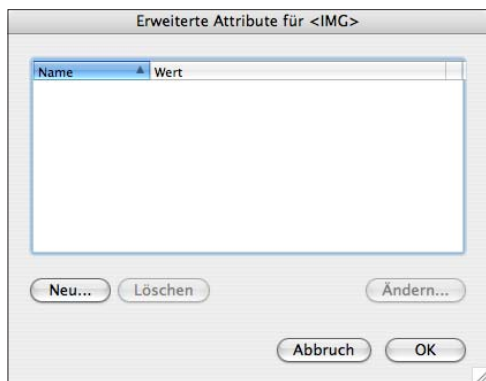 Erweiterte Attribute für <IMG>
Name Wert
Neu... Löschen Ändern...
Abbruch OK